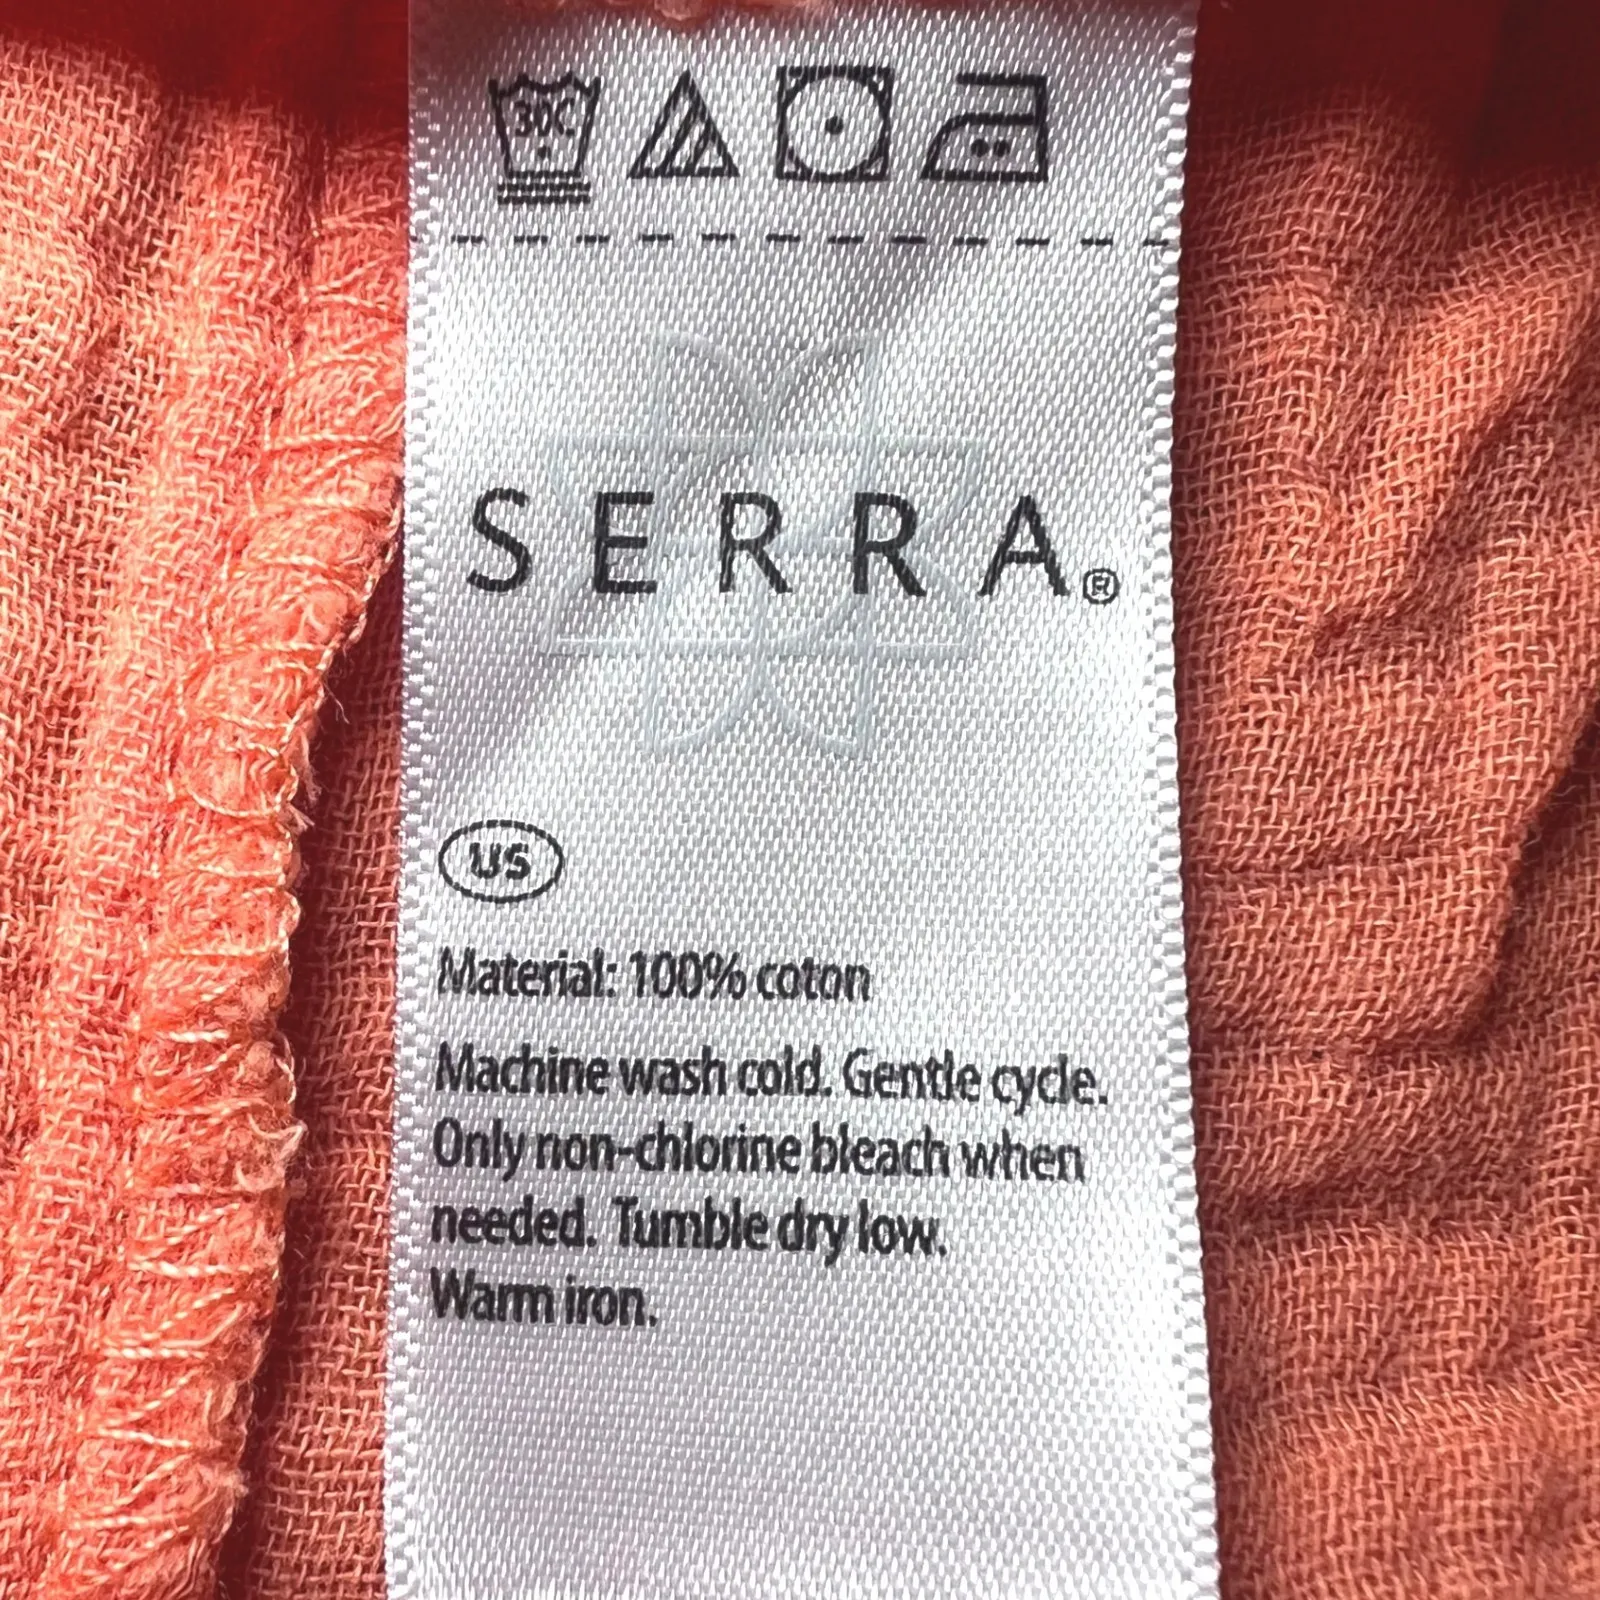 30C
SERRA®
US
Material: 100% coton
Machine wash cold. Gentle cycle.
Only non-chlorine bleach when
needed. Tumble dry low.
Warm iron.